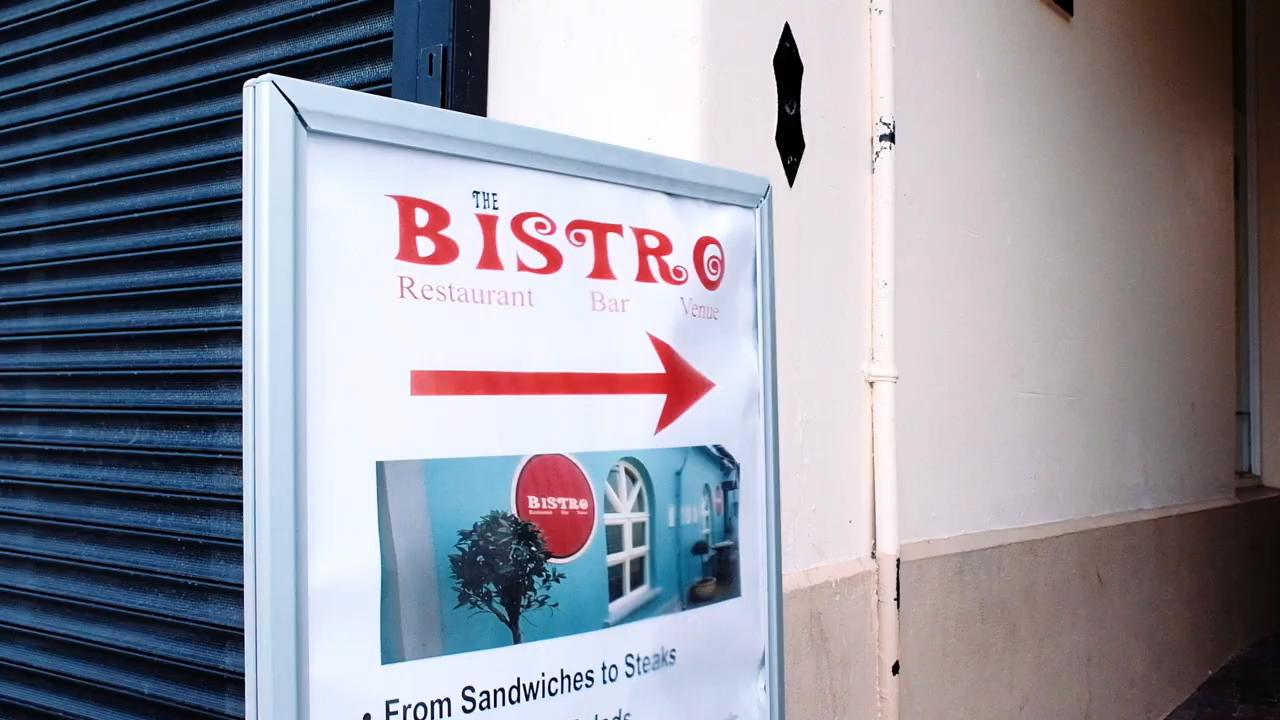 THE
BISTRO
Restaurant Bar Venue
BISTRO
From Sandwiches to Steaks